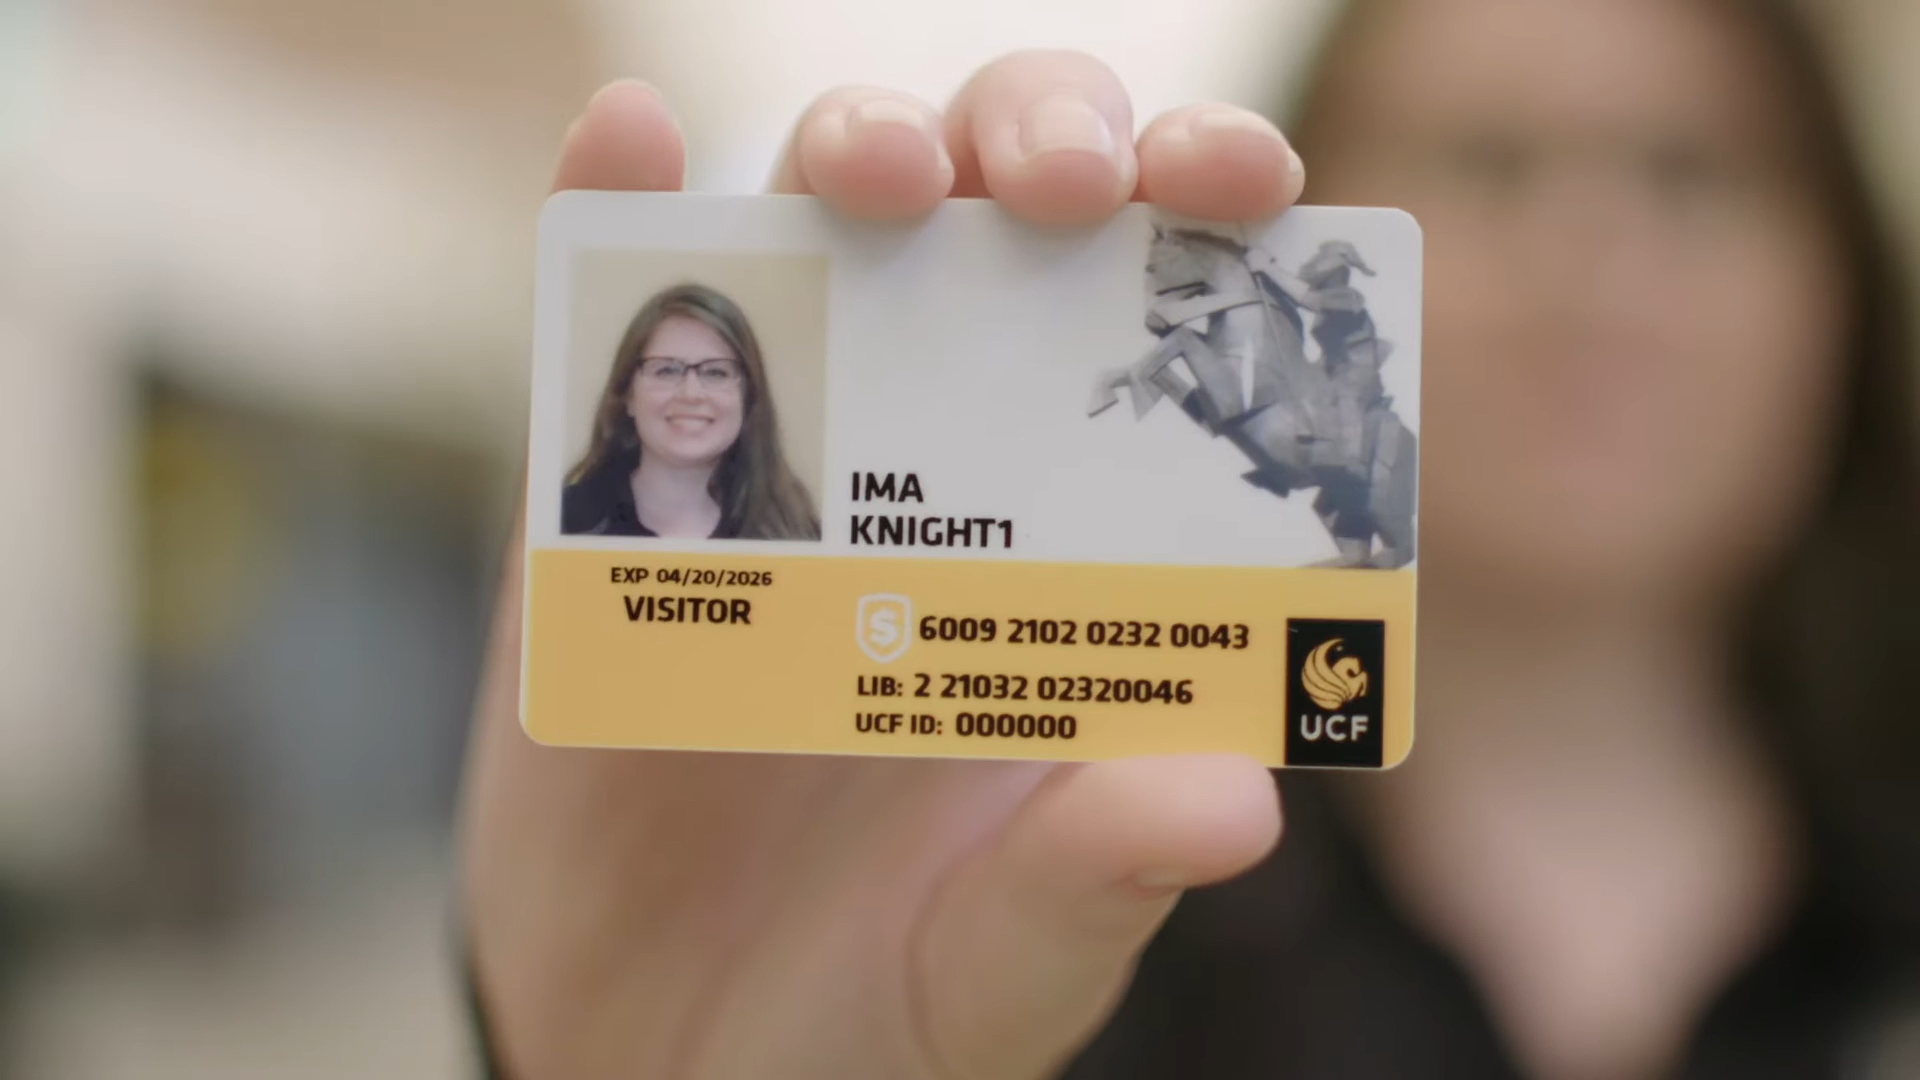 IMA
KNIGHT1
EXP 04/20/2026
VISITOR
6009 2102 0232 0043
LIB: 2 21032 02320046
UCF ID: 000000
UCF